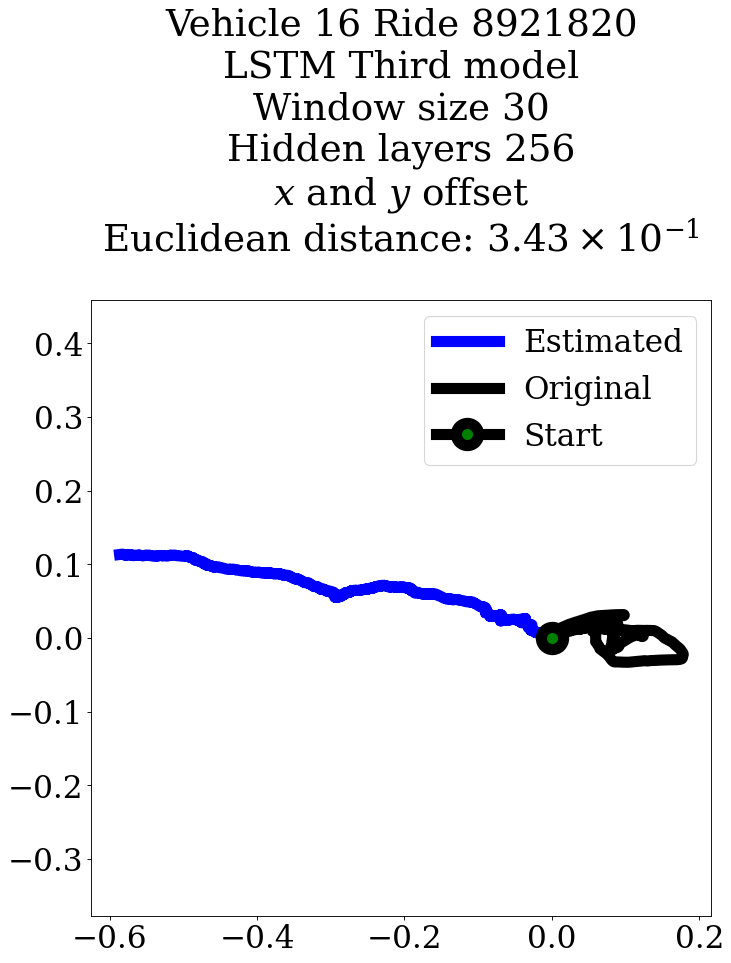 Vehicle 16 Ride 8921820
LSTM Third model
Window size 30
Hidden layers 256
x and y offset
Euclidean distance: 3.43 × 10⁻¹
Estimated
Original
Start
0.4
0.3
0.2
0.1
0.0
−0.1
−0.2
−0.3
−0.6 −0.4 −0.2 0.0 0.2